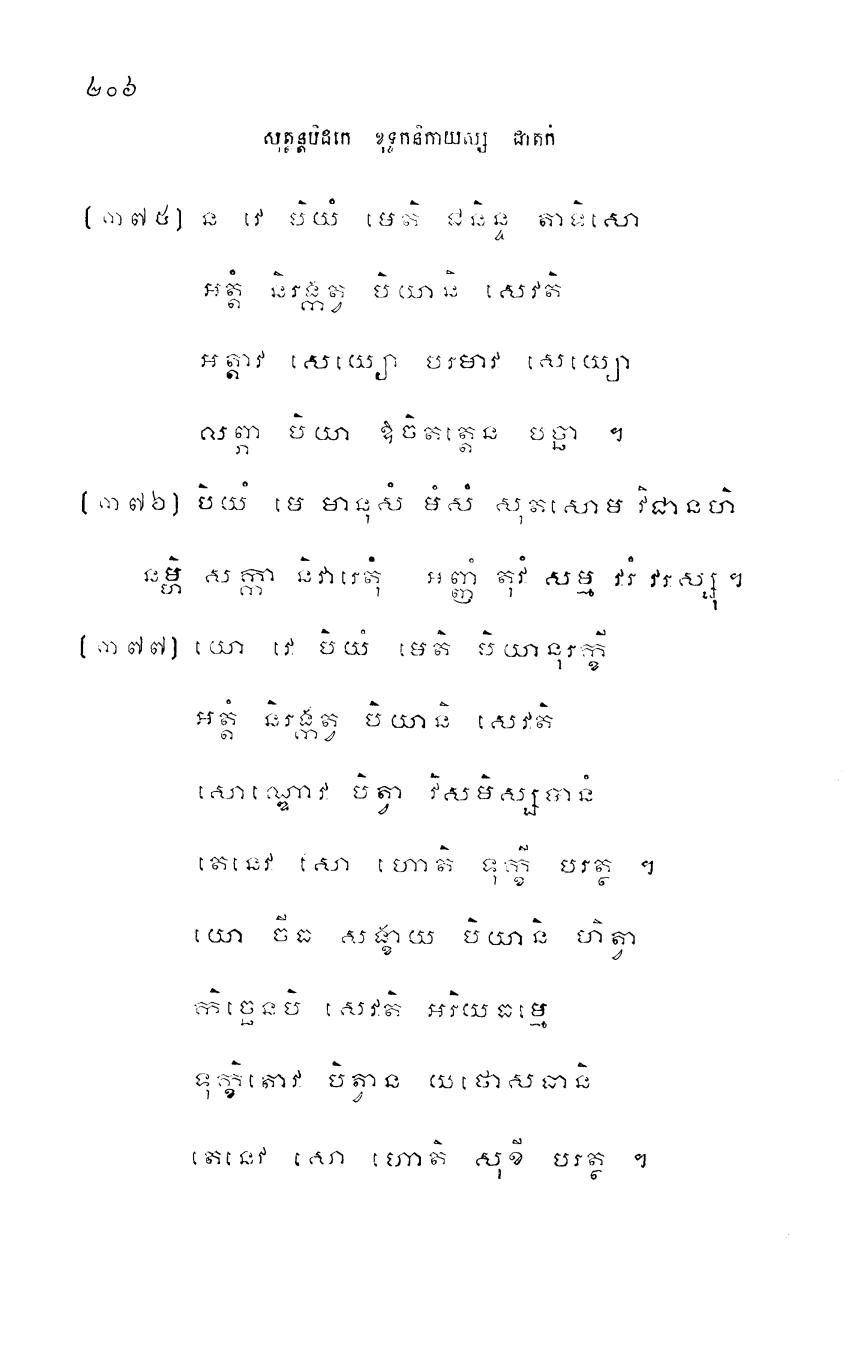 ២០៦
សុត្តន្តបិដកេ ខុទ្ទកនិកាយស្ស ជាតកំ
(៣៧៥) ន វេ បិយំ មេតិ ជនិន្ទ តាទិសោ
អត្តំ និរង្កត្វ បិយានិ សេវតិ
អត្តាវ សេយ្យោ បរមាវ សេយ្យោ
លព្ភា បិយា ឱចិតត្តេន បច្ឆា ។
(៣៧៦) បិយំ មេ មានុសំ មំសំ សុតសោម វិជានហិ
នម្ហិ សក្កា និវារេតុំ អញ្ញំ តុវំ សម្ម វរំ វរស្សុ ។
(៣៧៧) យោ វេ បិយំ មេតិ បិយានុរក្ខី
អត្តំ និរង្កត្វ បិយានិ សេវតិ
សោណ្ឌោវ បិត្វា វិសមិស្សថានំ
តេនេវ សោ ហោតិ ទុក្ខី បរត្ថ ។
យោ ចីធ សង្ខាយ បិយានិ ហិត្វា
កិច្ឆេនបិ សេវតិ អរិយធម្មេ
ទុក្ខិតោវ បិត្វាន យថោសធានិ
តេនេវ សោ ហោតិ សុខី បរត្ថ ។